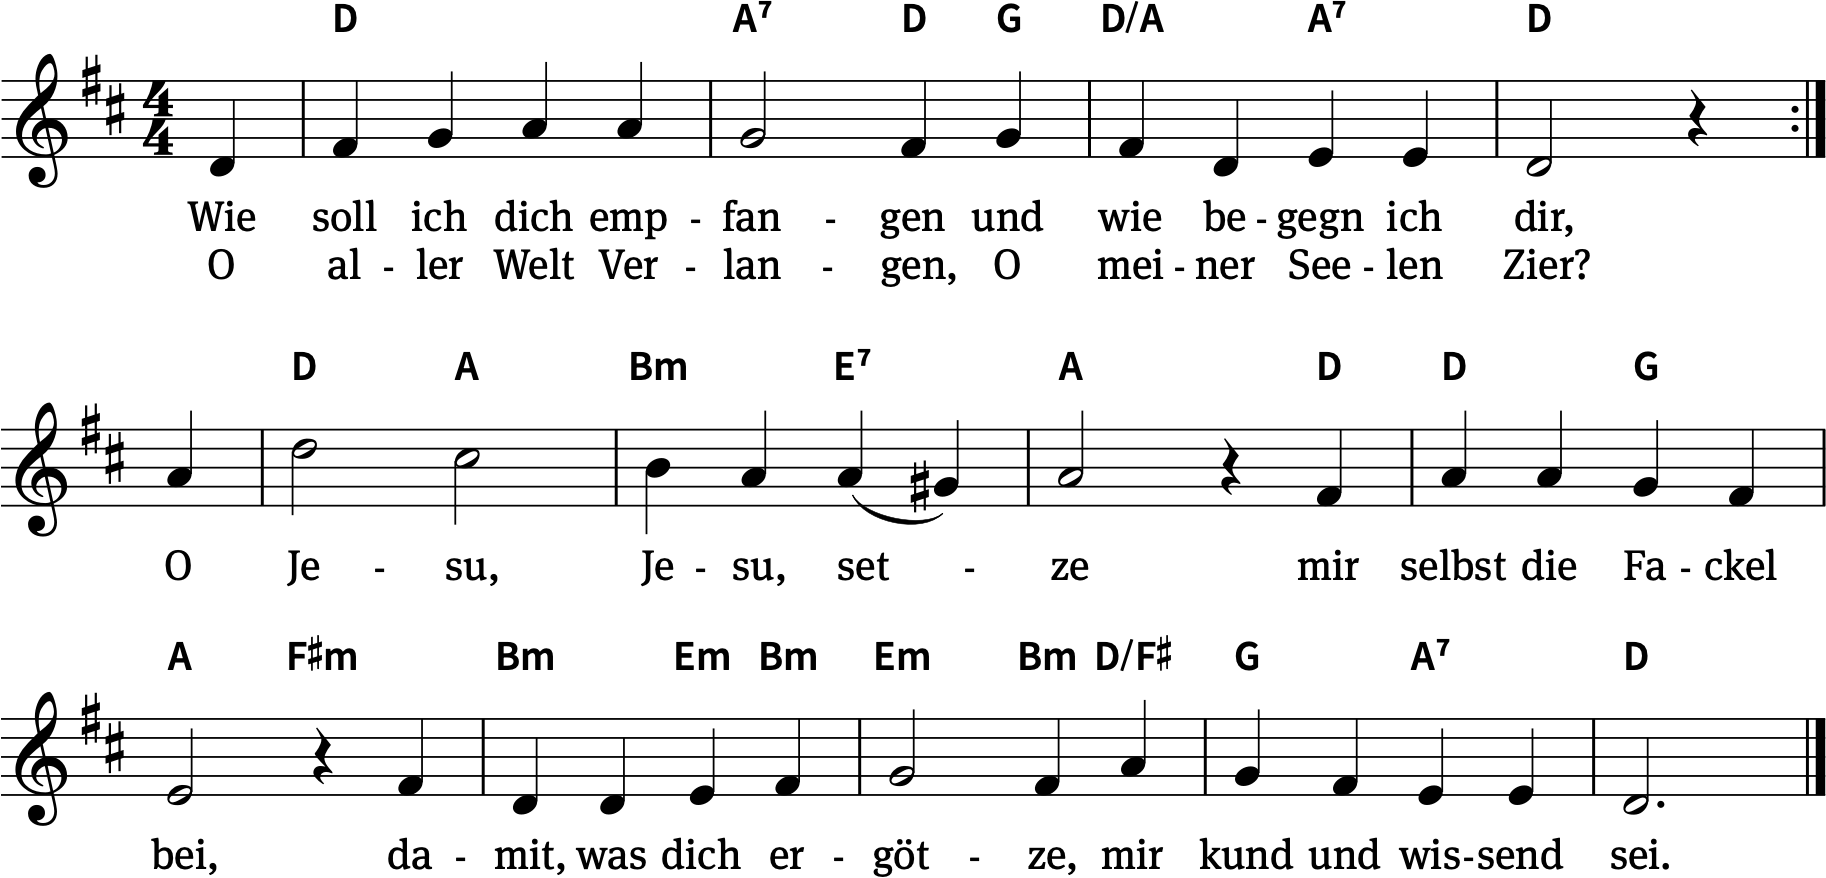 D A⁷ D G D/A A⁷ D
4
4
Wie soll ich dich emp - fan - gen und wie be - gegn ich dir,
O al - ler Welt Ver - lan - gen, O mei - ner See - len Zier?
D A Bm E⁷ A D D G
O Je - su, Je - su, set - ze mir selbst die Fa - ckel
A F♯m Bm Em Bm Em Bm D/F♯ G A⁷ D
bei, da - mit, was dich er - göt - ze, mir kund und wis - send sei.